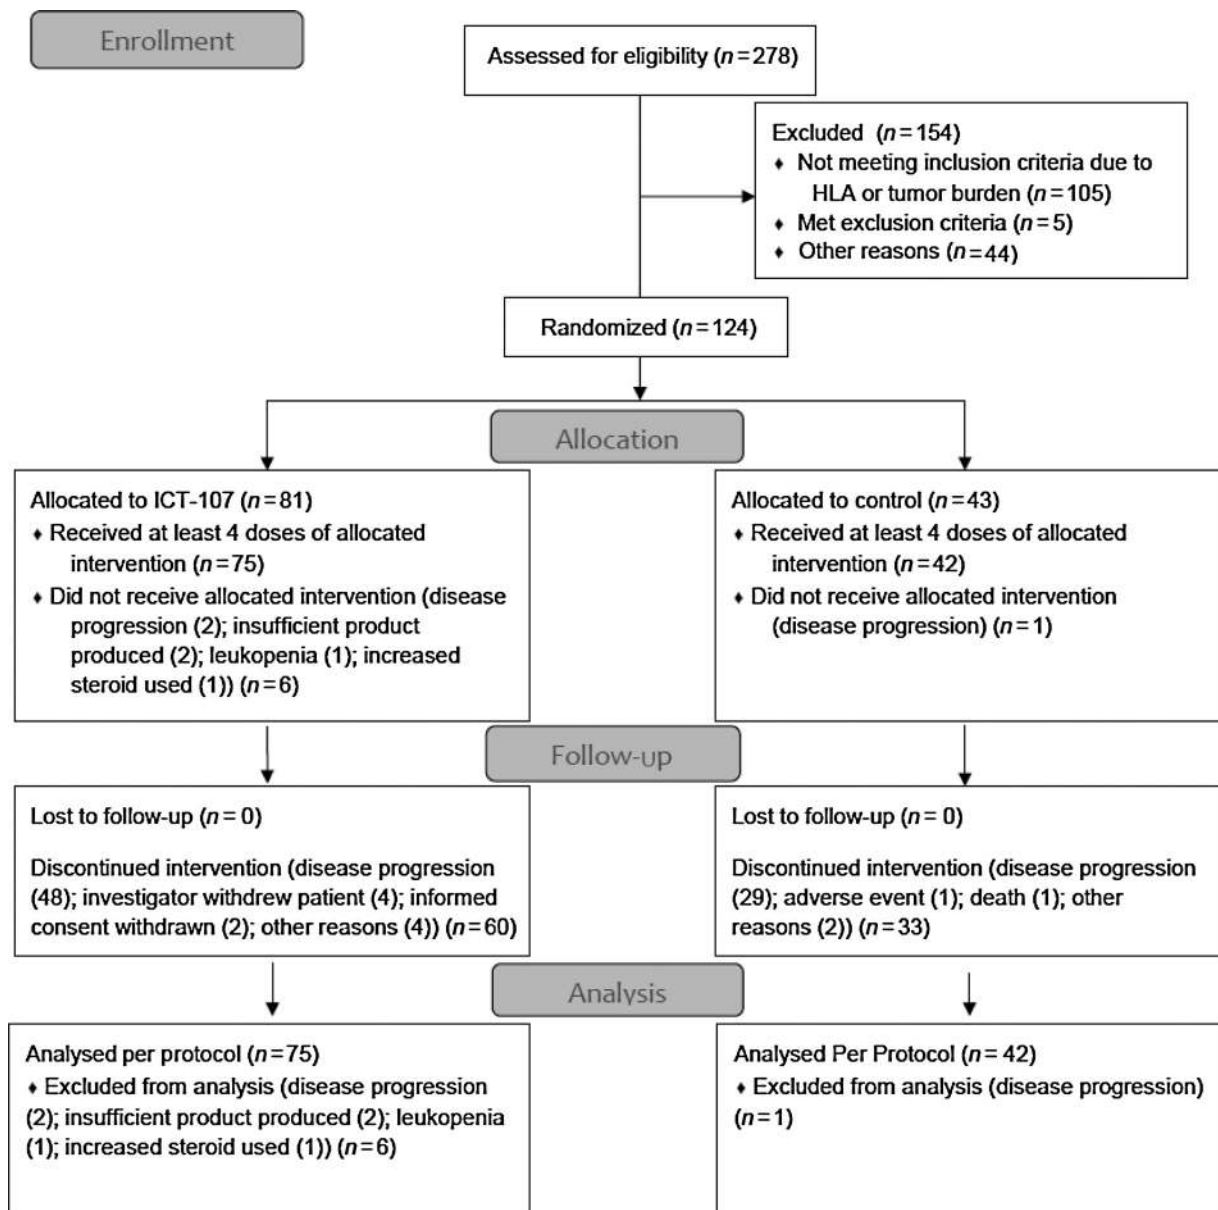 Enrollment
Assessed for eligibility (n=278)
Excluded (n=154)
♦ Not meeting inclusion criteria due to
HLA or tumor burden (n=105)
♦ Met exclusion criteria (n=5)
♦ Other reasons (n=44)
Randomized (n=124)
Allocation
Allocated to ICT-107 (n=81)
♦ Received at least 4 doses of allocated
intervention (n=75)
♦ Did not receive allocated intervention (disease
progression (2); insufficient product
produced (2); leukopenia (1); increased
steroid used (1)) (n=6)
Allocated to control (n=43)
♦ Received at least 4 doses of allocated
intervention (n=42)
♦ Did not receive allocated intervention
(disease progression) (n=1)
Follow-up
Lost to follow-up (n=0)
Discontinued intervention (disease progression
(48); investigator withdrew patient (4); informed
consent withdrawn (2); other reasons (4)) (n=60)
Lost to follow-up (n=0)
Discontinued intervention (disease progression
(29); adverse event (1); death (1); other
reasons (2)) (n=33)
Analysis
Analysed per protocol (n=75)
♦ Excluded from analysis (disease progression
(2); insufficient product produced (2); leukopenia
(1); increased steroid used (1)) (n=6)
Analysed Per Protocol (n=42)
♦ Excluded from analysis (disease progression)
(n=1)